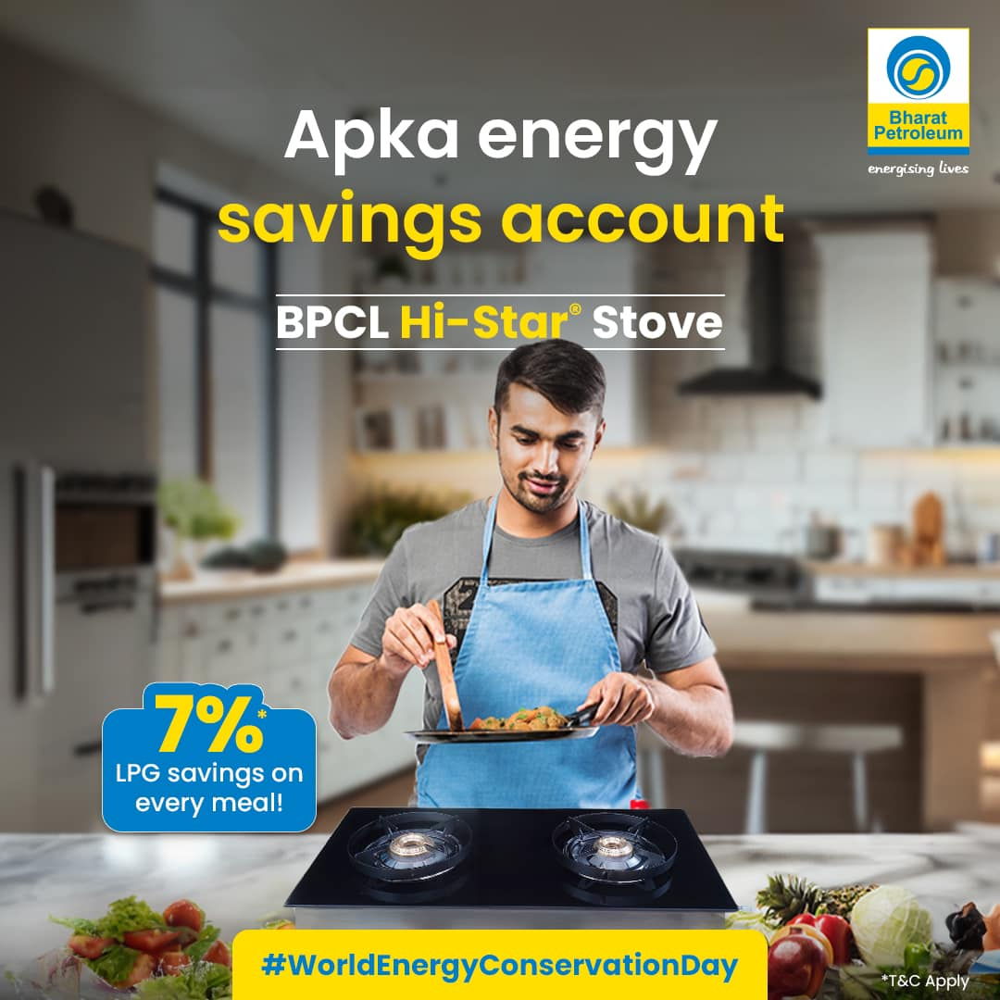 Bharat
Petroleum
energising lives
Apka energy
savings account
BPCL Hi-Star® Stove
7%*
LPG savings on
every meal!
#WorldEnergyConservationDay
*T&C Apply